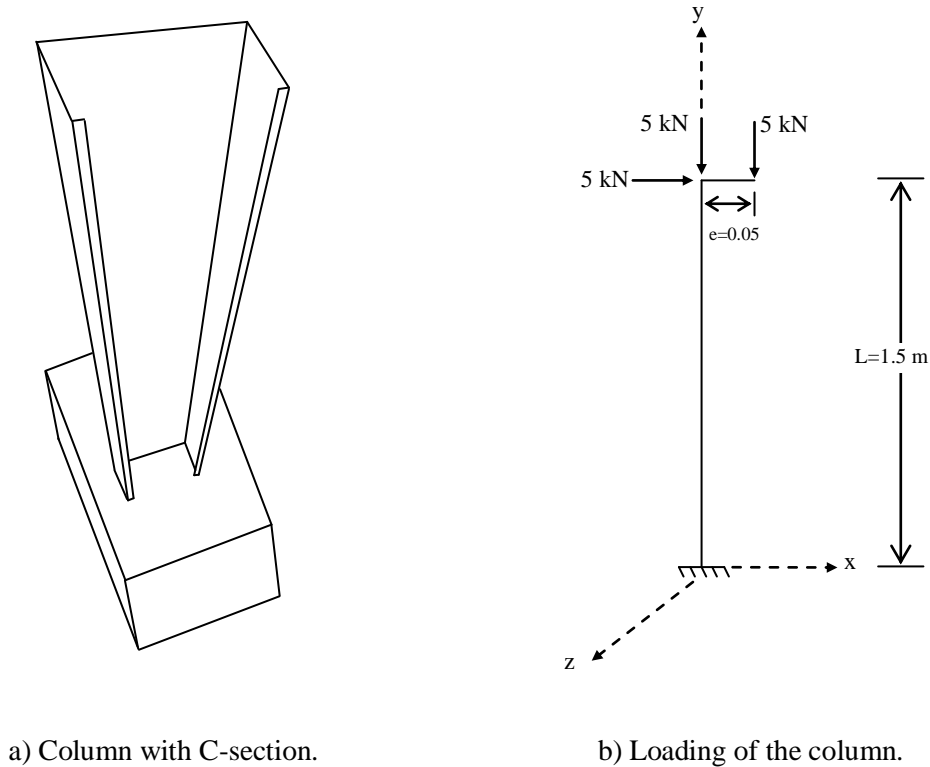 y
5 kN
5 kN
5 kN
e=0.05
L=1.5 m
x
z
a) Column with C-section.
b) Loading of the column.